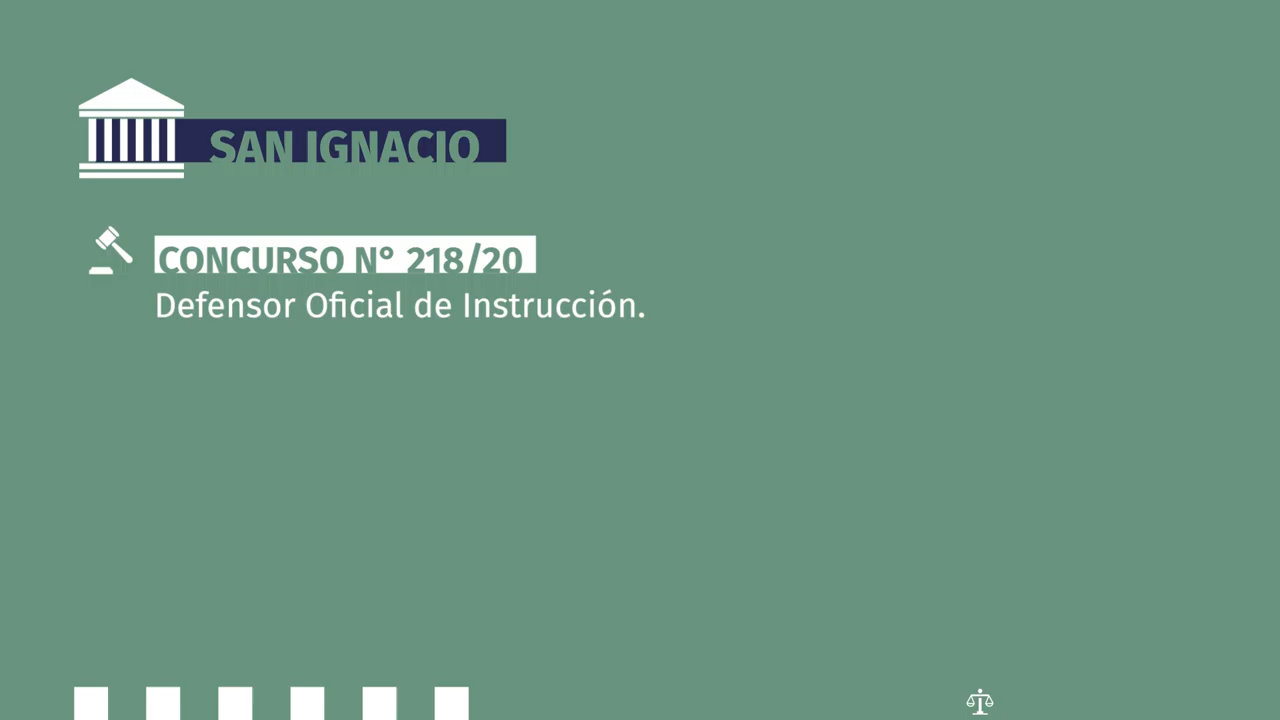 SAN IGNACIO
CONCURSO N° 218/20
Defensor Oficial de Instrucción.